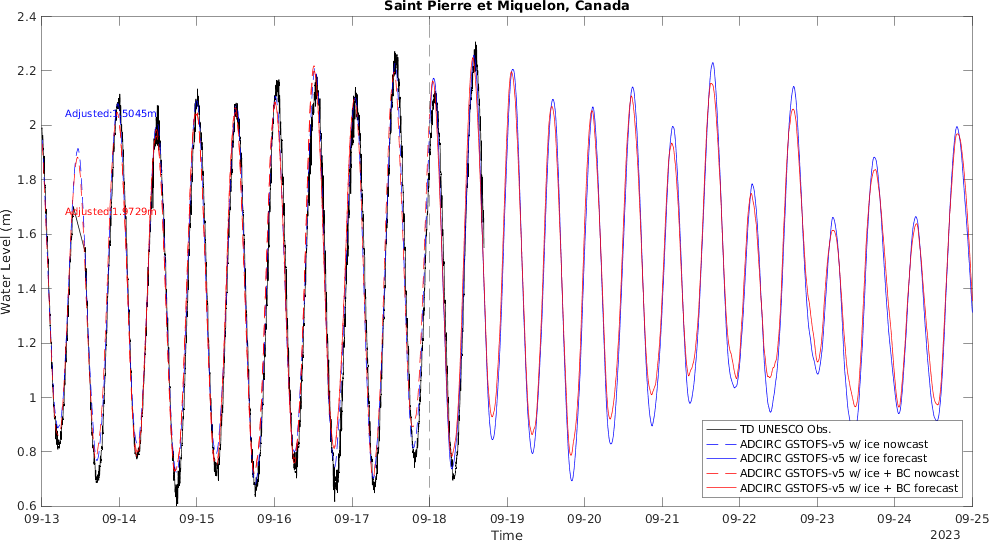 Saint Pierre et Miquelon, Canada
2.4
2.2
2
1.8
1.6
1.4
1.2
1
0.8
0.6
Water Level (m)
Adjusted:1.5045m
Adjusted:1.9729m
TD UNESCO Obs.
ADCIRC GSTOFS-v5 w/ ice nowcast
ADCIRC GSTOFS-v5 w/ ice forecast
ADCIRC GSTOFS-v5 w/ ice + BC nowcast
ADCIRC GSTOFS-v5 w/ ice + BC forecast
09-13 09-14 09-15 09-16 09-17 09-18 09-19 09-20 09-21 09-22 09-23 09-24 09-25
Time
2023